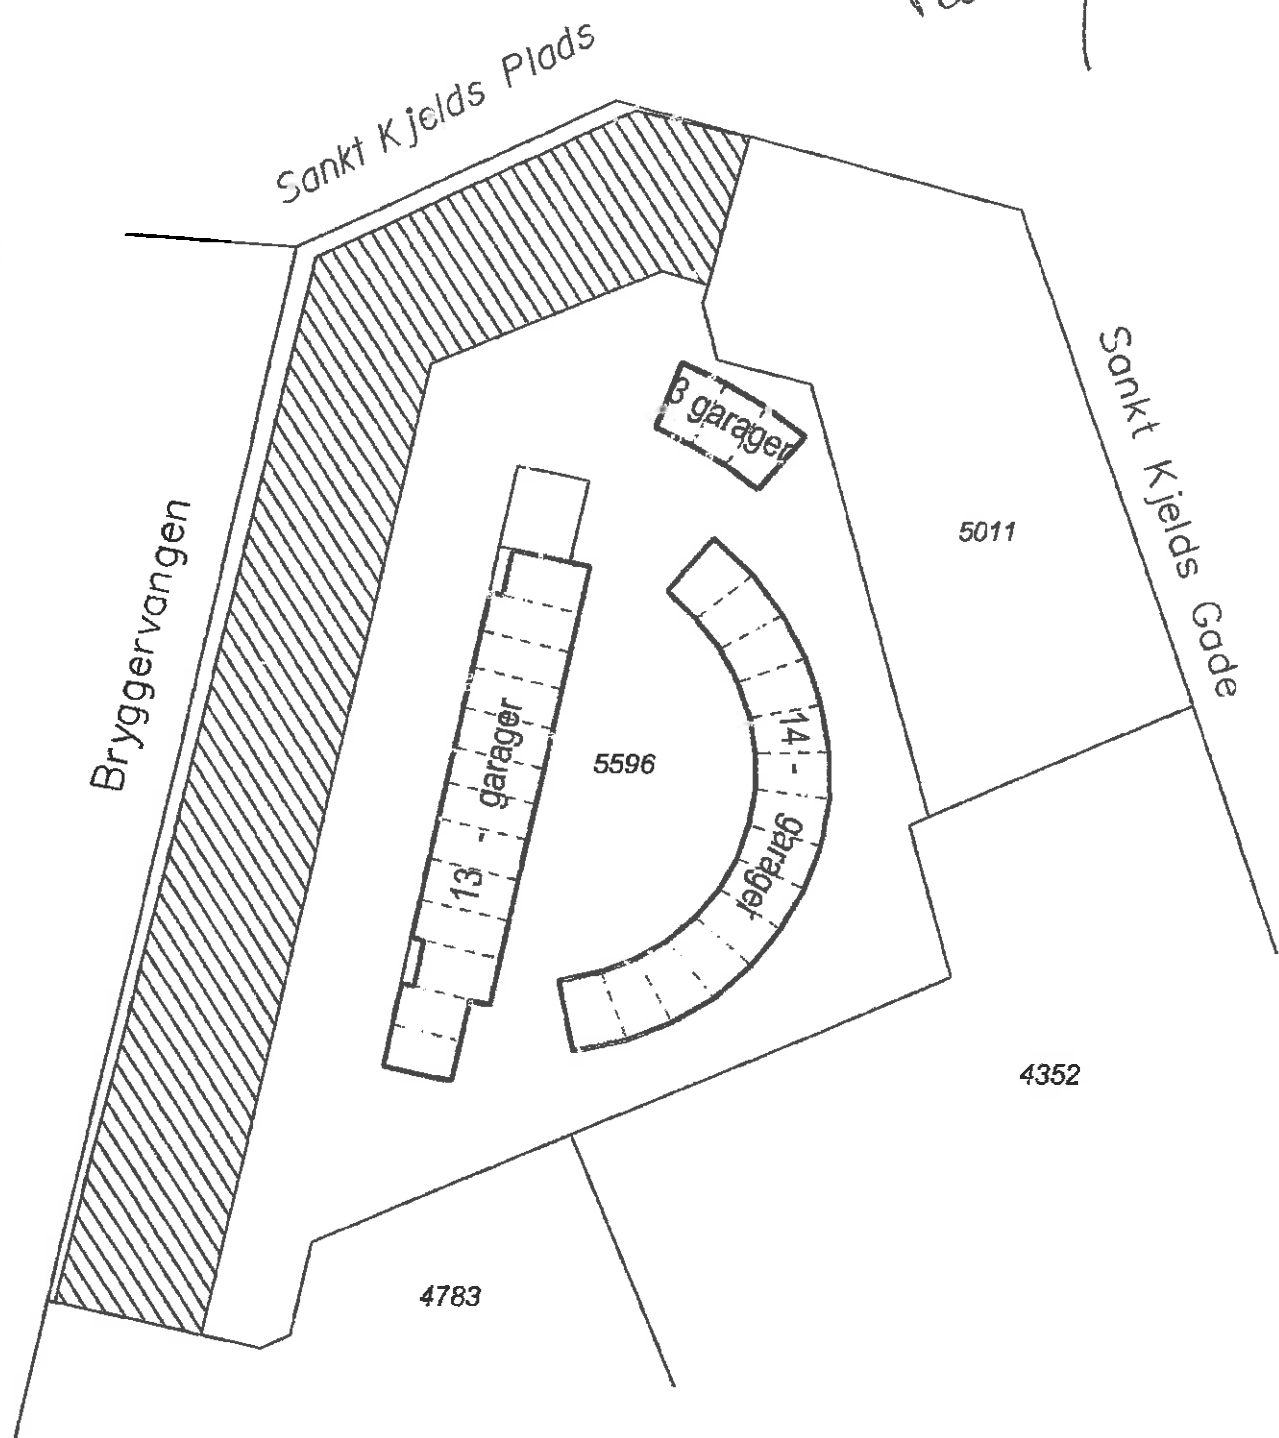 Sankt Kjelds Plads
3 garager
Sankt Kjelds Gade
Bryggervangen
5011
13 - garager
5596
14 - garager
4352
4783